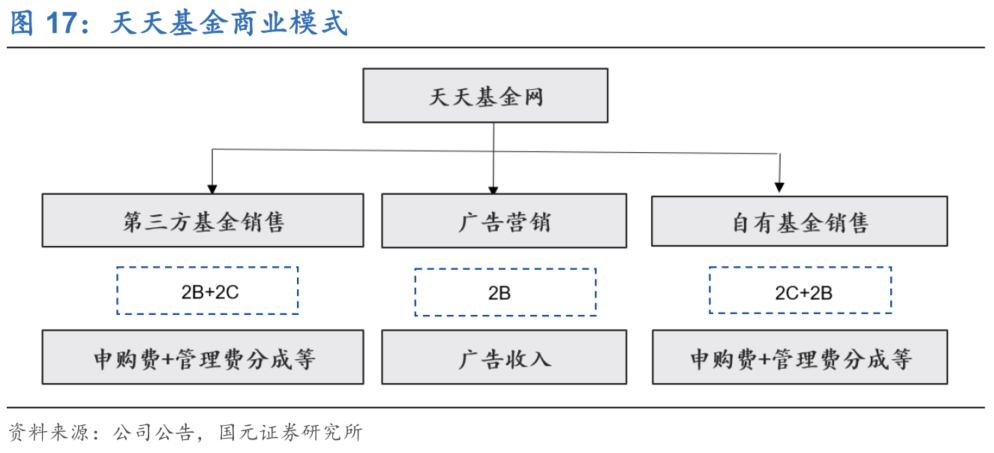 图 17：天天基金商业模式
天天基金网
第三方基金销售
广告营销
自有基金销售
2B+2C
2B
2C+2B
申购费+管理费分成等
广告收入
申购费+管理费分成等
资料来源：公司公告，国元证券研究所